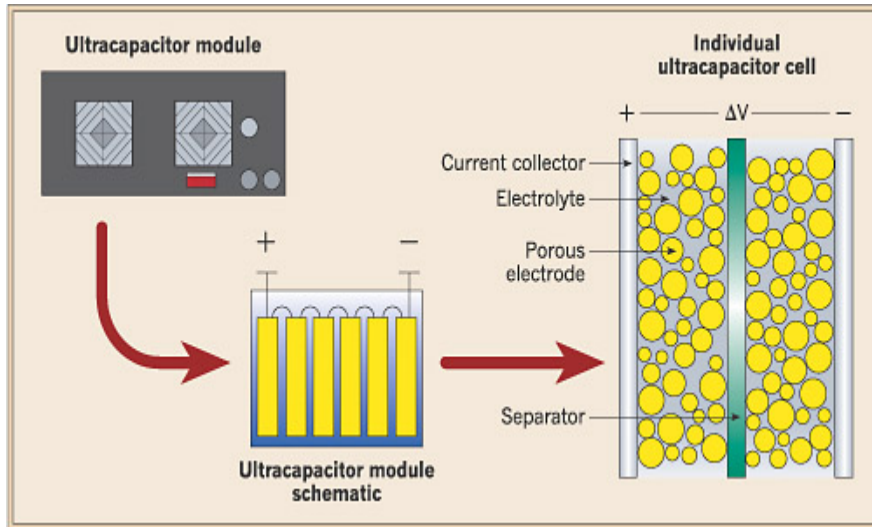 Ultracapacitor module
Individual
ultracapacitor cell
+ ΔV −
Current collector
Electrolyte
Porous
electrode
Separator
+ −
Ultracapacitor module
schematic